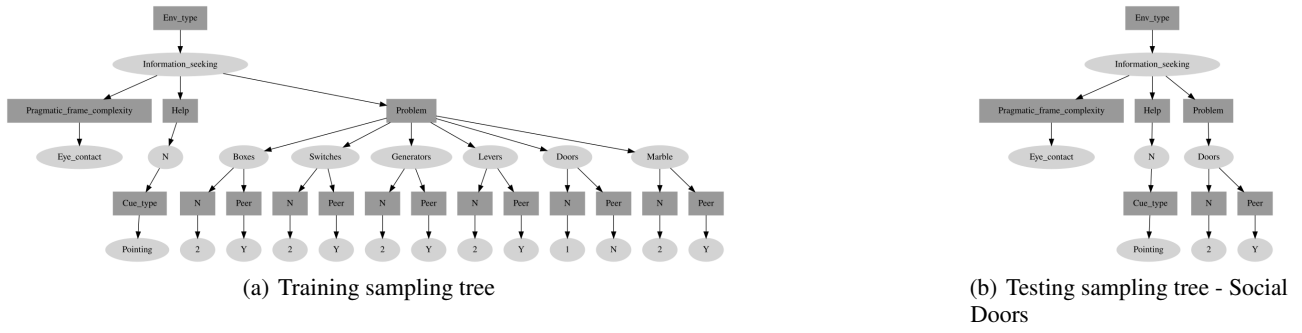 Env_type
Information_seeking
Pragmatic_frame_complexity Help Problem
Eye_contact N Boxes Switches Generators Levers Doors Marble
Cue_type N Peer N Peer N Peer N Peer N Peer N Peer
Pointing 2 Y 2 Y 2 Y 2 Y 1 N 2 Y
(a) Training sampling tree
Env_type
Information_seeking
Pragmatic_frame_complexity Help Problem
Eye_contact N Doors
Cue_type N Peer
Pointing 2 Y
(b) Testing sampling tree - Social
Doors